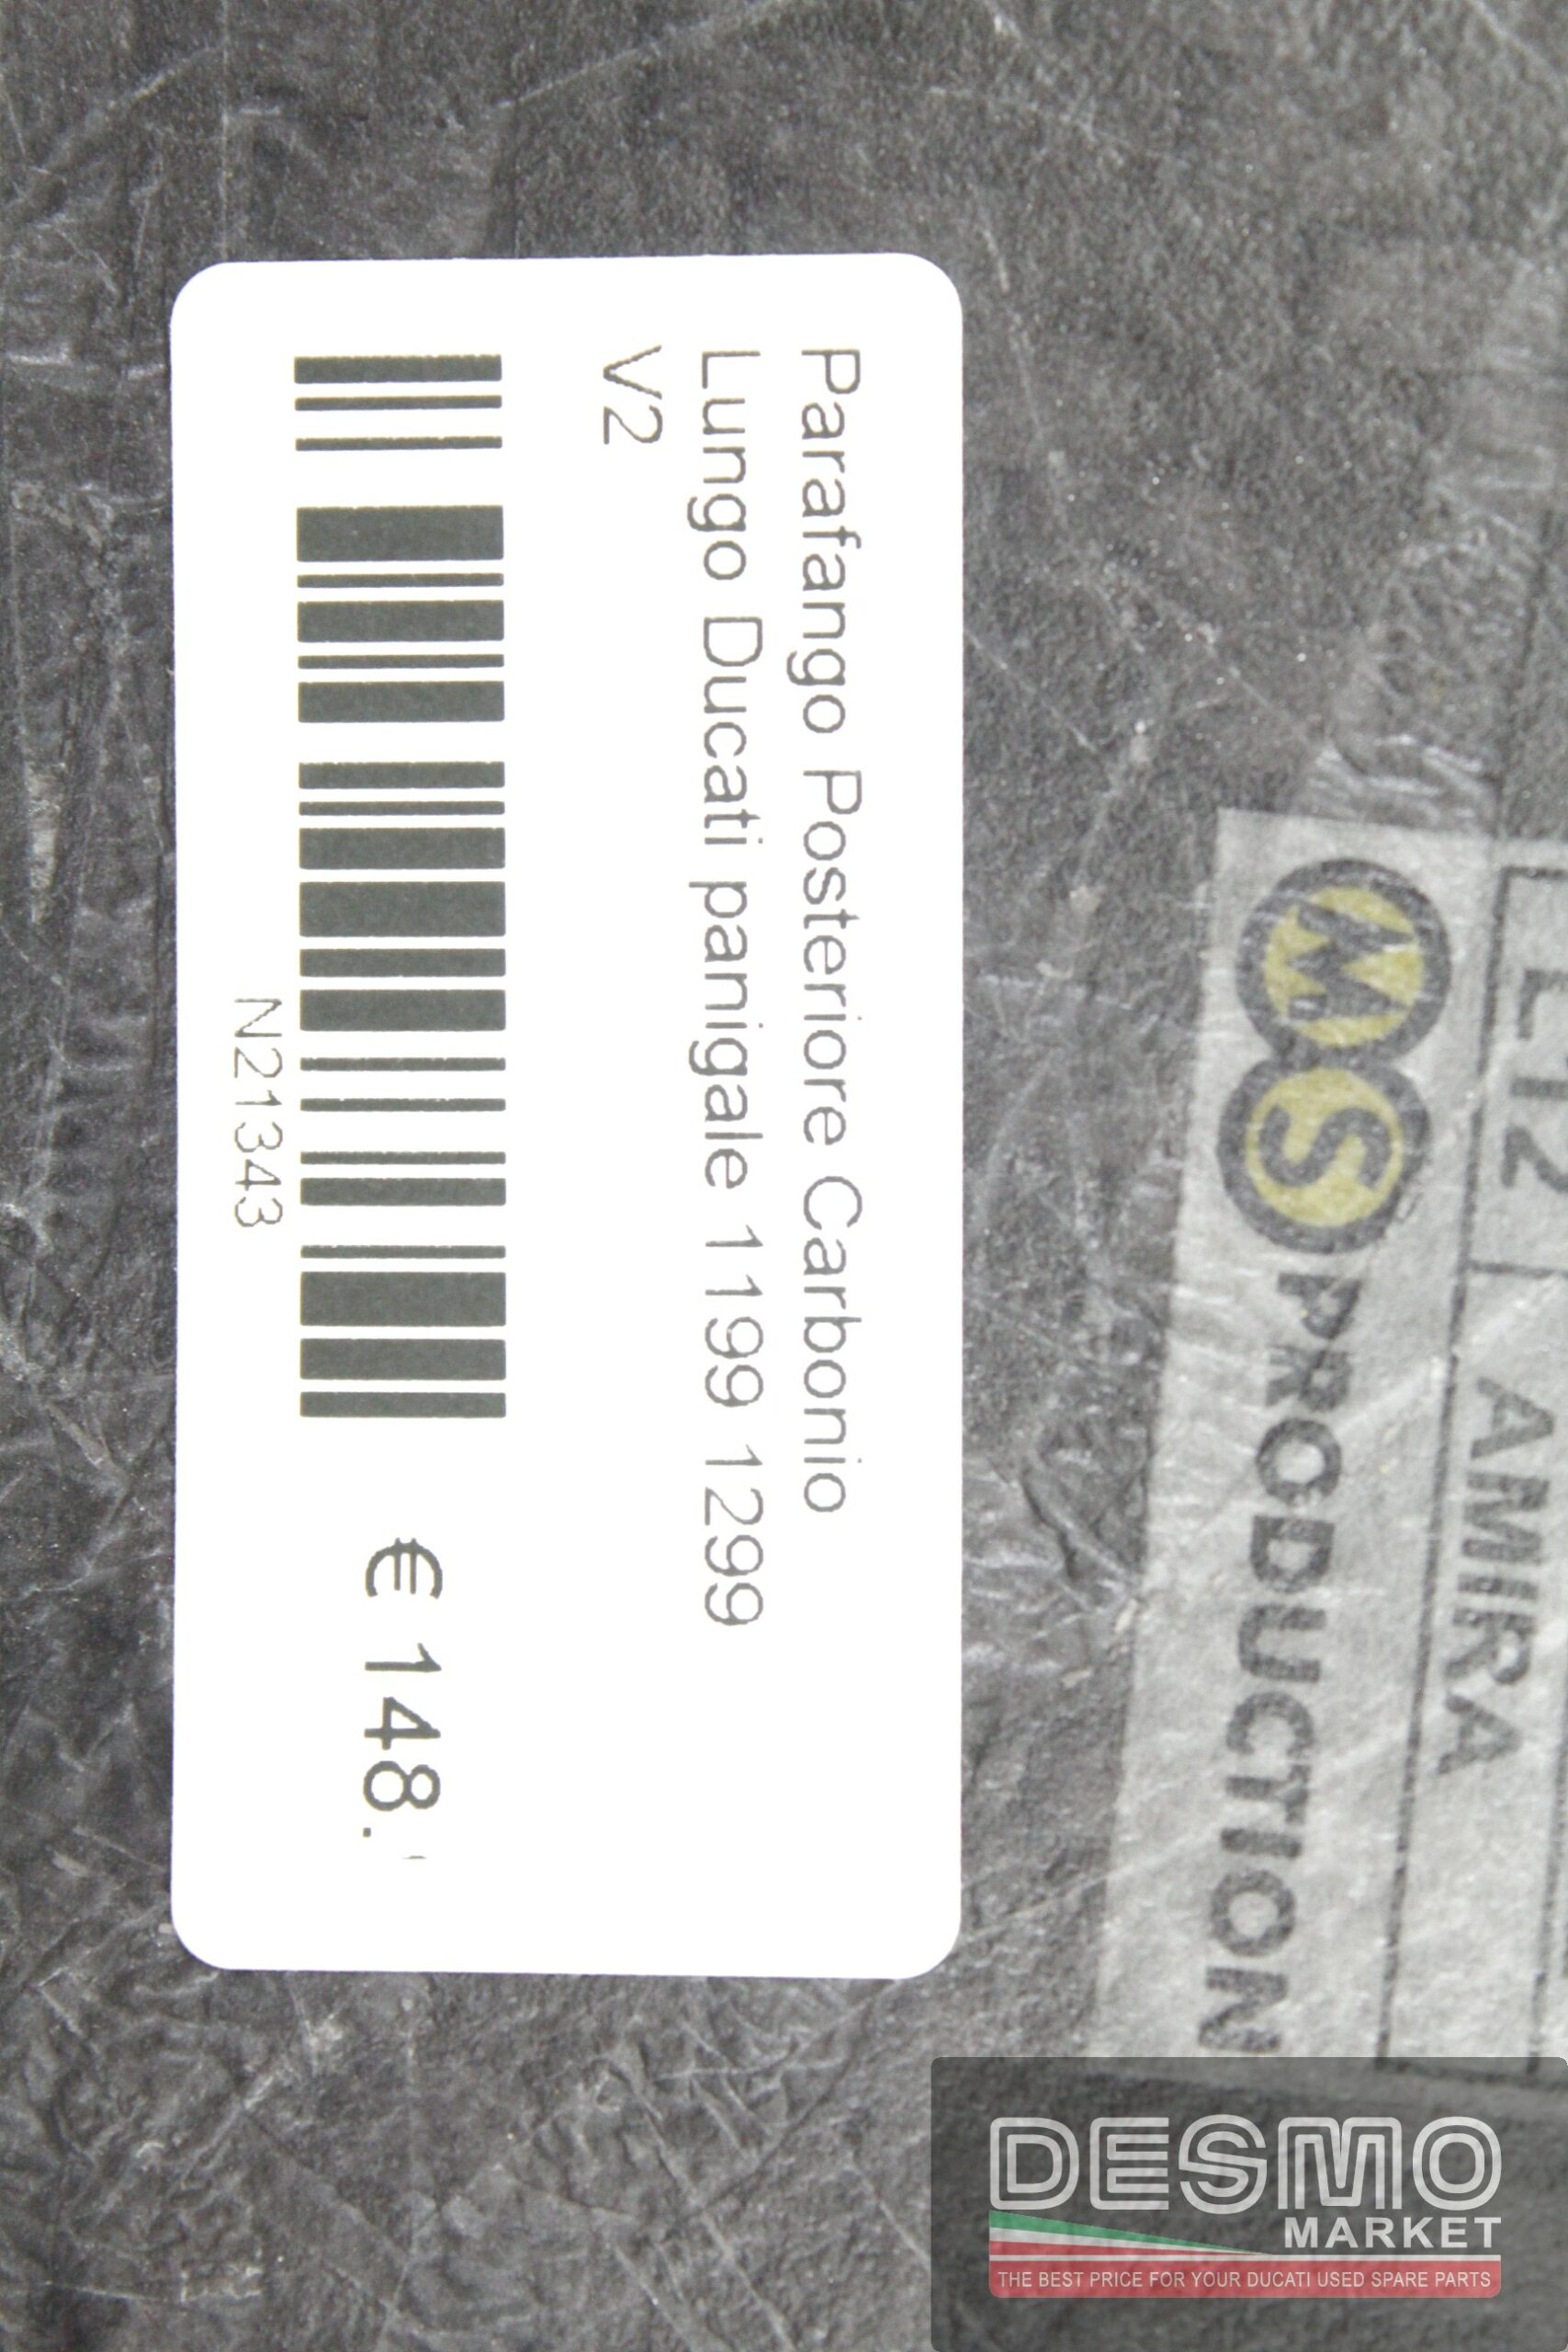 Parafango Posteriore Carbonio
Lungo Ducati panigale 1199 1299
V2
N21343
€ 148.
MS PRODUCTION
AMIRA
DESMO
MARKET
THE BEST PRICE FOR YOUR DUCATI USED SPARE PARTS